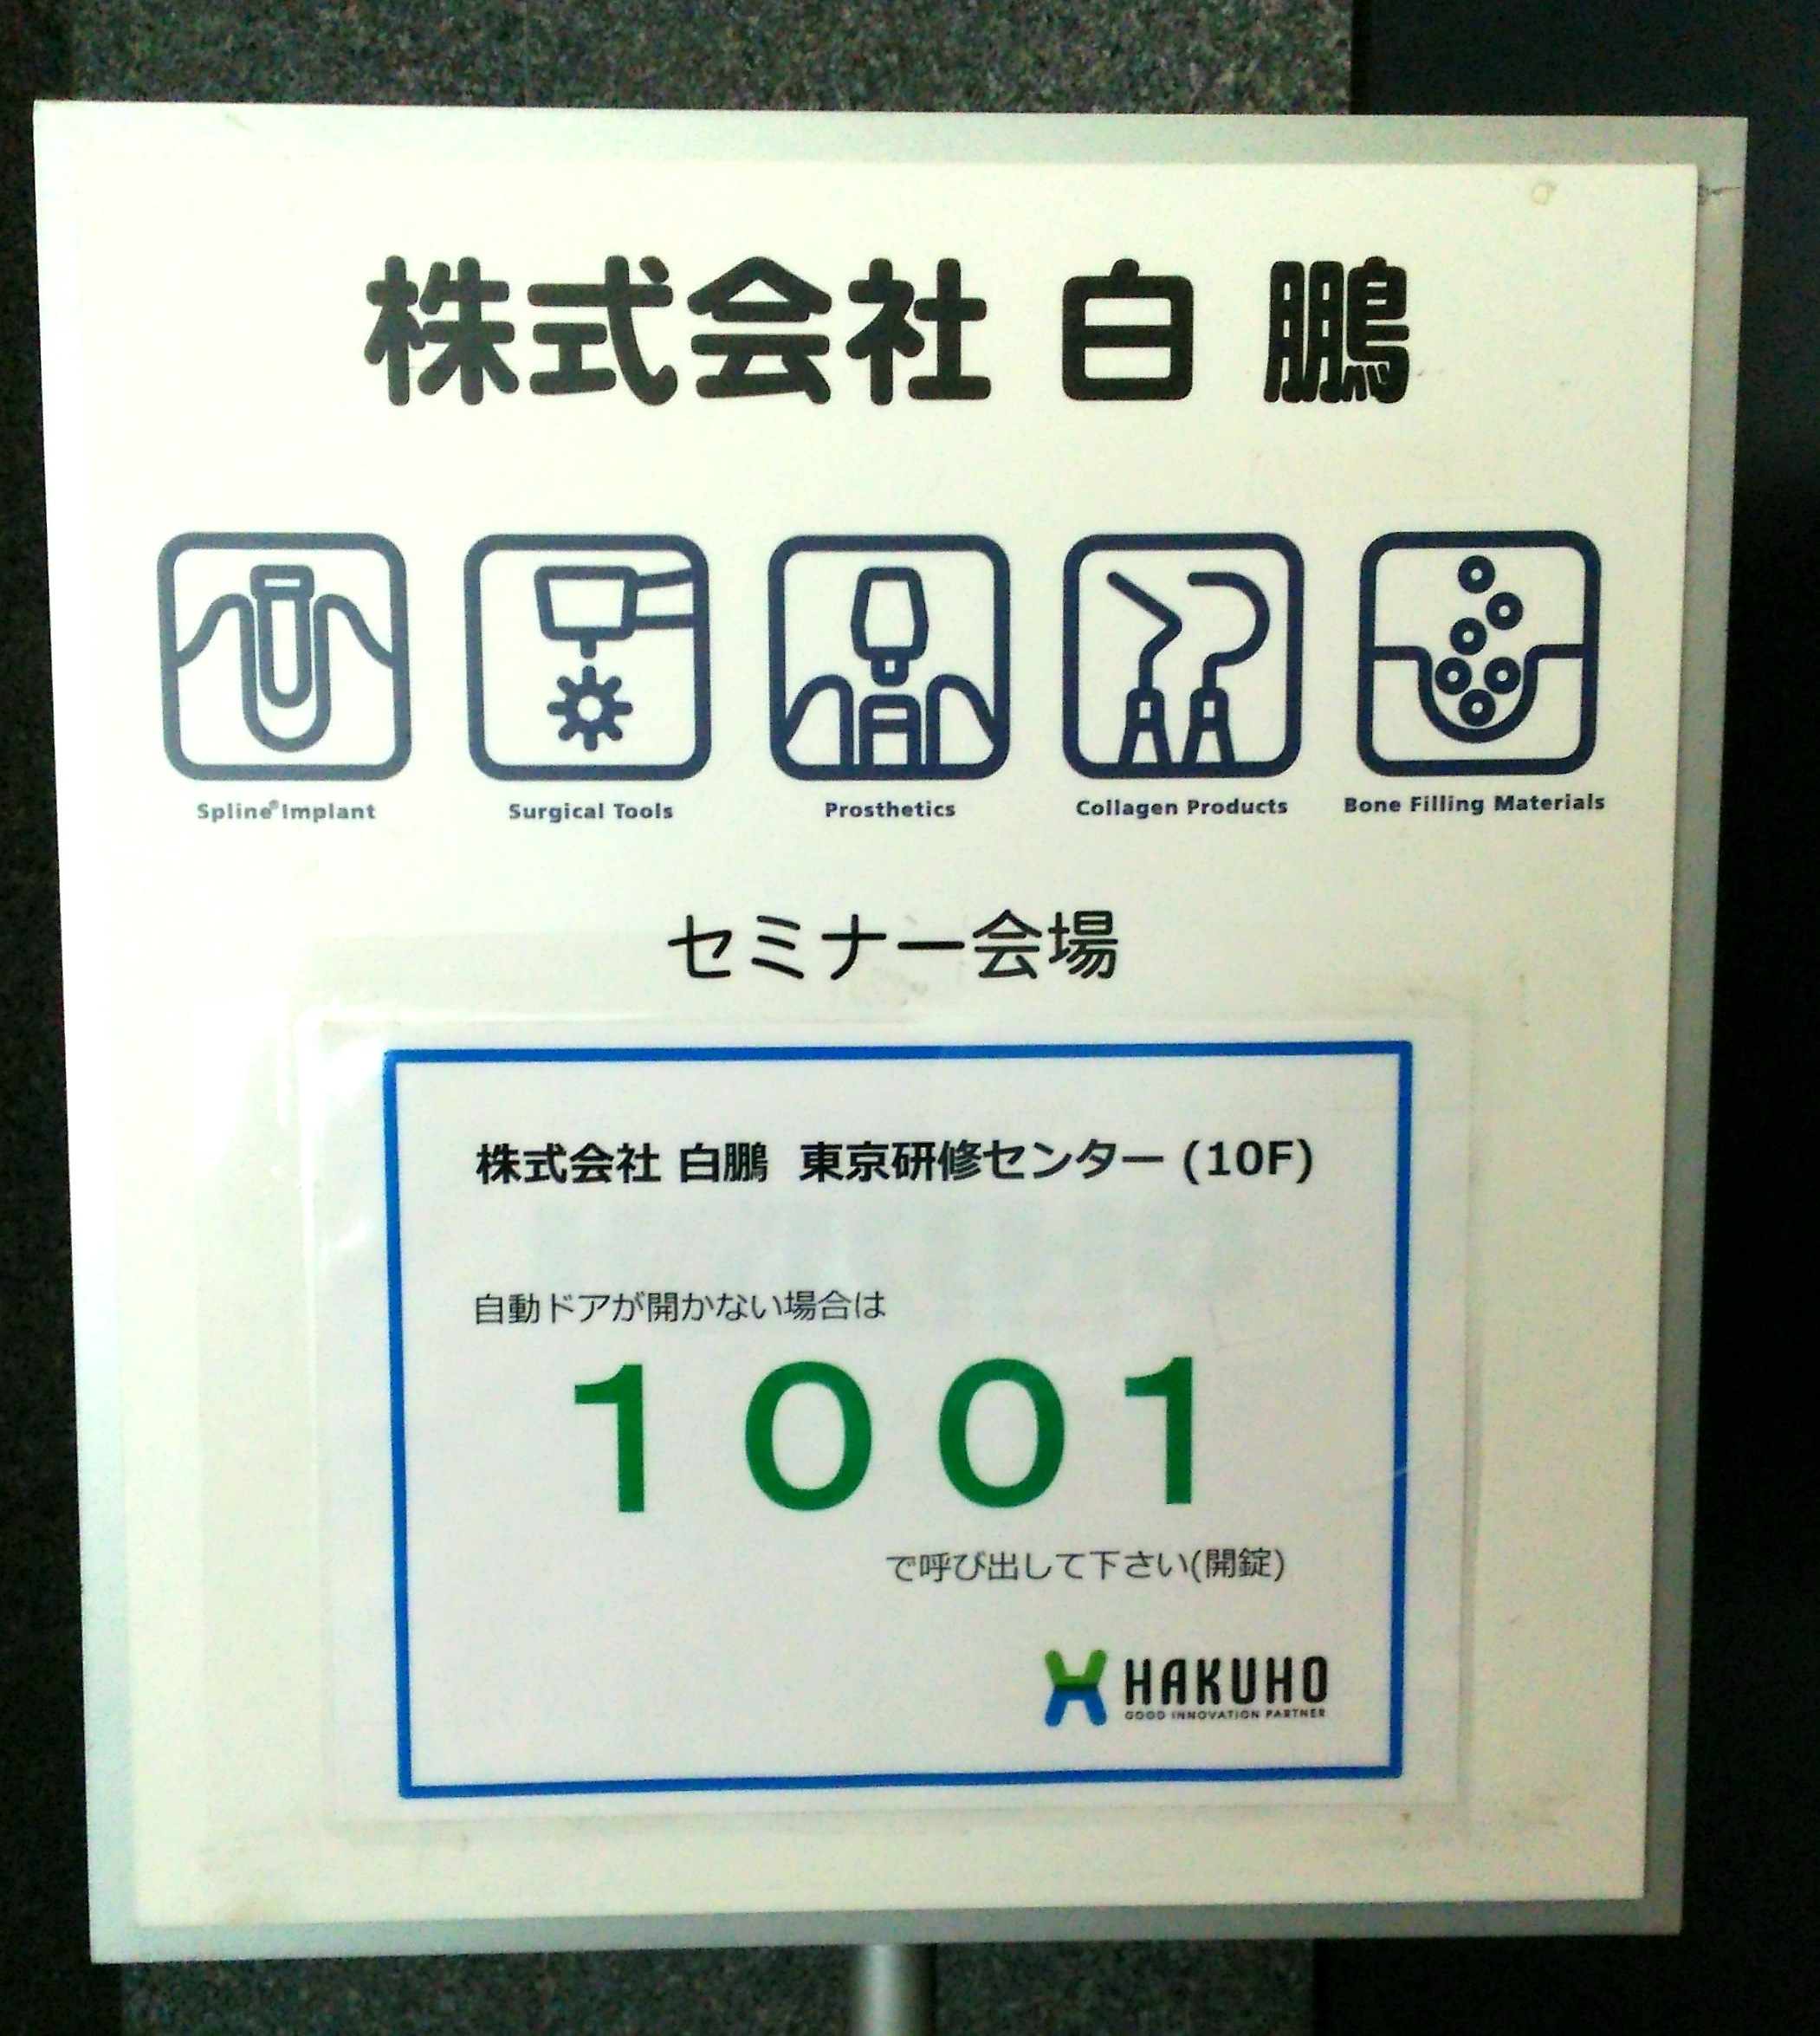 株式会社 白 鵬
Spline®Implant Surgical Tools Prosthetics Collagen Products Bone Filling Materials
セミナー会場
株式会社 白鵬 東京研修センター (10F)
自動ドアが開かない場合は
1001
で呼び出して下さい(開錠)
HAKUHO
GOOD INNOVATION PARTNER